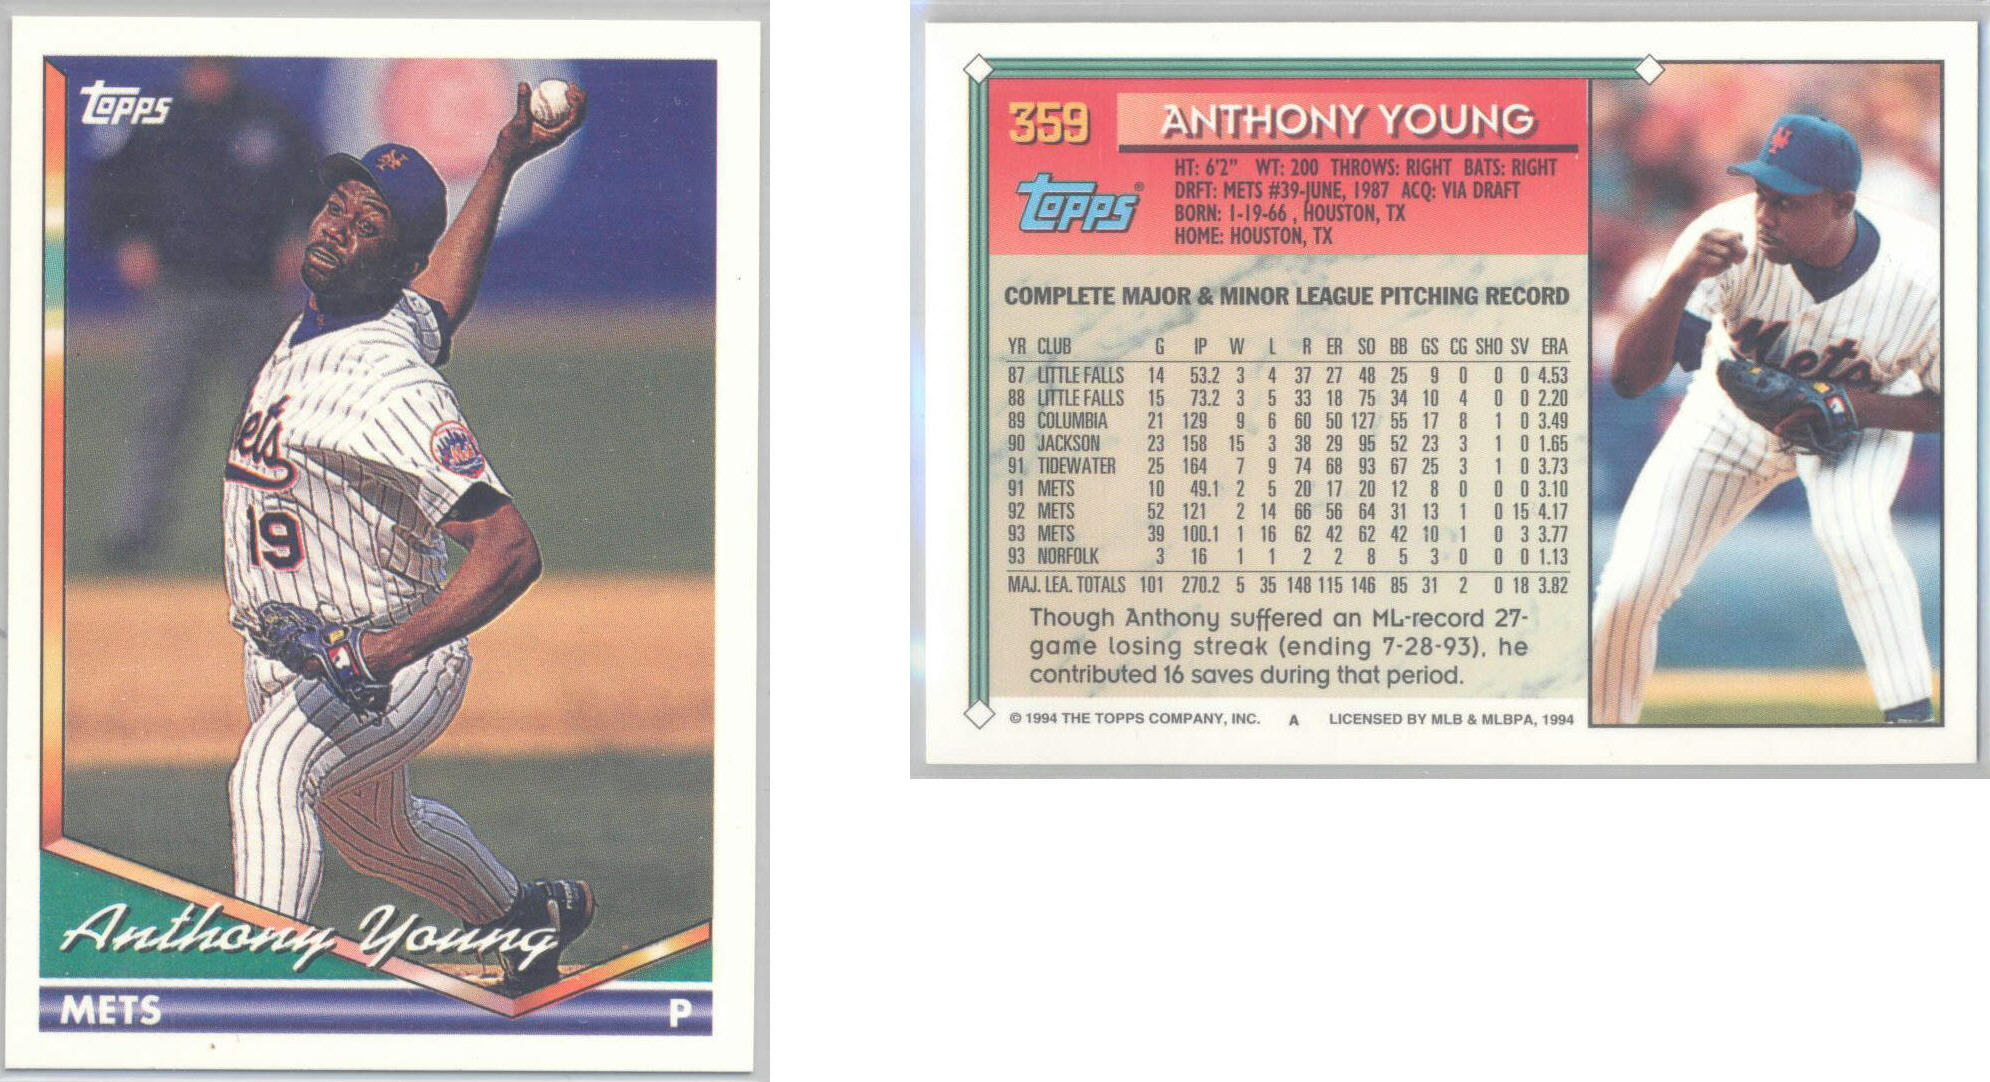 Topps
Mets
19
Anthony Young
METS P
359 ANTHONY YOUNG
Topps®
HT: 6'2" WT: 200 THROWS: RIGHT BATS: RIGHT
DRFT: METS #39-JUNE, 1987 ACQ: VIA DRAFT
BORN: 1-19-66 , HOUSTON, TX
HOME: HOUSTON, TX
COMPLETE MAJOR & MINOR LEAGUE PITCHING RECORD
YR CLUB G IP W L R ER SO BB GS CG SHO SV ERA
87 LITTLE FALLS 14 53.2 3 4 37 27 48 25 9 0 0 0 4.53
88 LITTLE FALLS 15 73.2 3 5 33 18 75 34 10 4 0 0 2.20
89 COLUMBIA 21 129 9 6 60 50 127 55 17 8 1 0 3.49
90 JACKSON 23 158 15 3 38 29 95 52 23 3 1 0 1.65
91 TIDEWATER 25 164 7 9 74 68 93 67 25 3 1 0 3.73
91 METS 10 49.1 2 5 20 17 20 12 8 0 0 0 3.10
92 METS 52 121 2 14 66 56 64 31 13 1 0 15 4.17
93 METS 39 100.1 1 16 62 42 62 42 10 1 0 3 3.77
93 NORFOLK 3 16 1 1 2 2 8 5 3 0 0 0 1.13
MAJ. LEA. TOTALS 101 270.2 5 35 148 115 146 85 31 2 0 18 3.82
Though Anthony suffered an ML-record 27-
game losing streak (ending 7-28-93), he
contributed 16 saves during that period.
© 1994 THE TOPPS COMPANY, INC. A LICENSED BY MLB & MLBPA, 1994
Mets